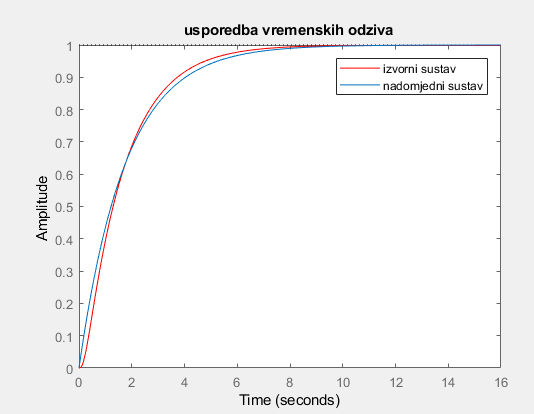 usporedba vremenskih odziva
izvorni sustav
nadomjedni sustav
Amplitude
1
0.9
0.8
0.7
0.6
0.5
0.4
0.3
0.2
0.1
0
0 2 4 6 8 10 12 14 16
Time (seconds)